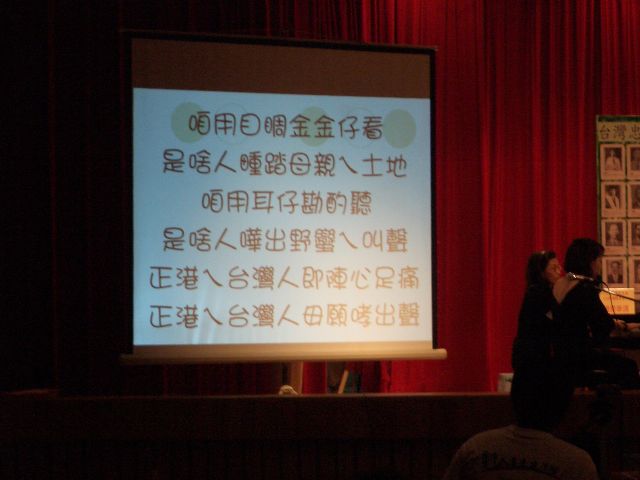 咱用目睭金金仔看
是啥人踵踏母親ㄟ土地
咱用耳仔斟酌聽
是啥人嘩出野蠻ㄟ叫聲
正港ㄟ台灣人即陣心足痛
正港ㄟ台灣人毋願哮出聲
台灣